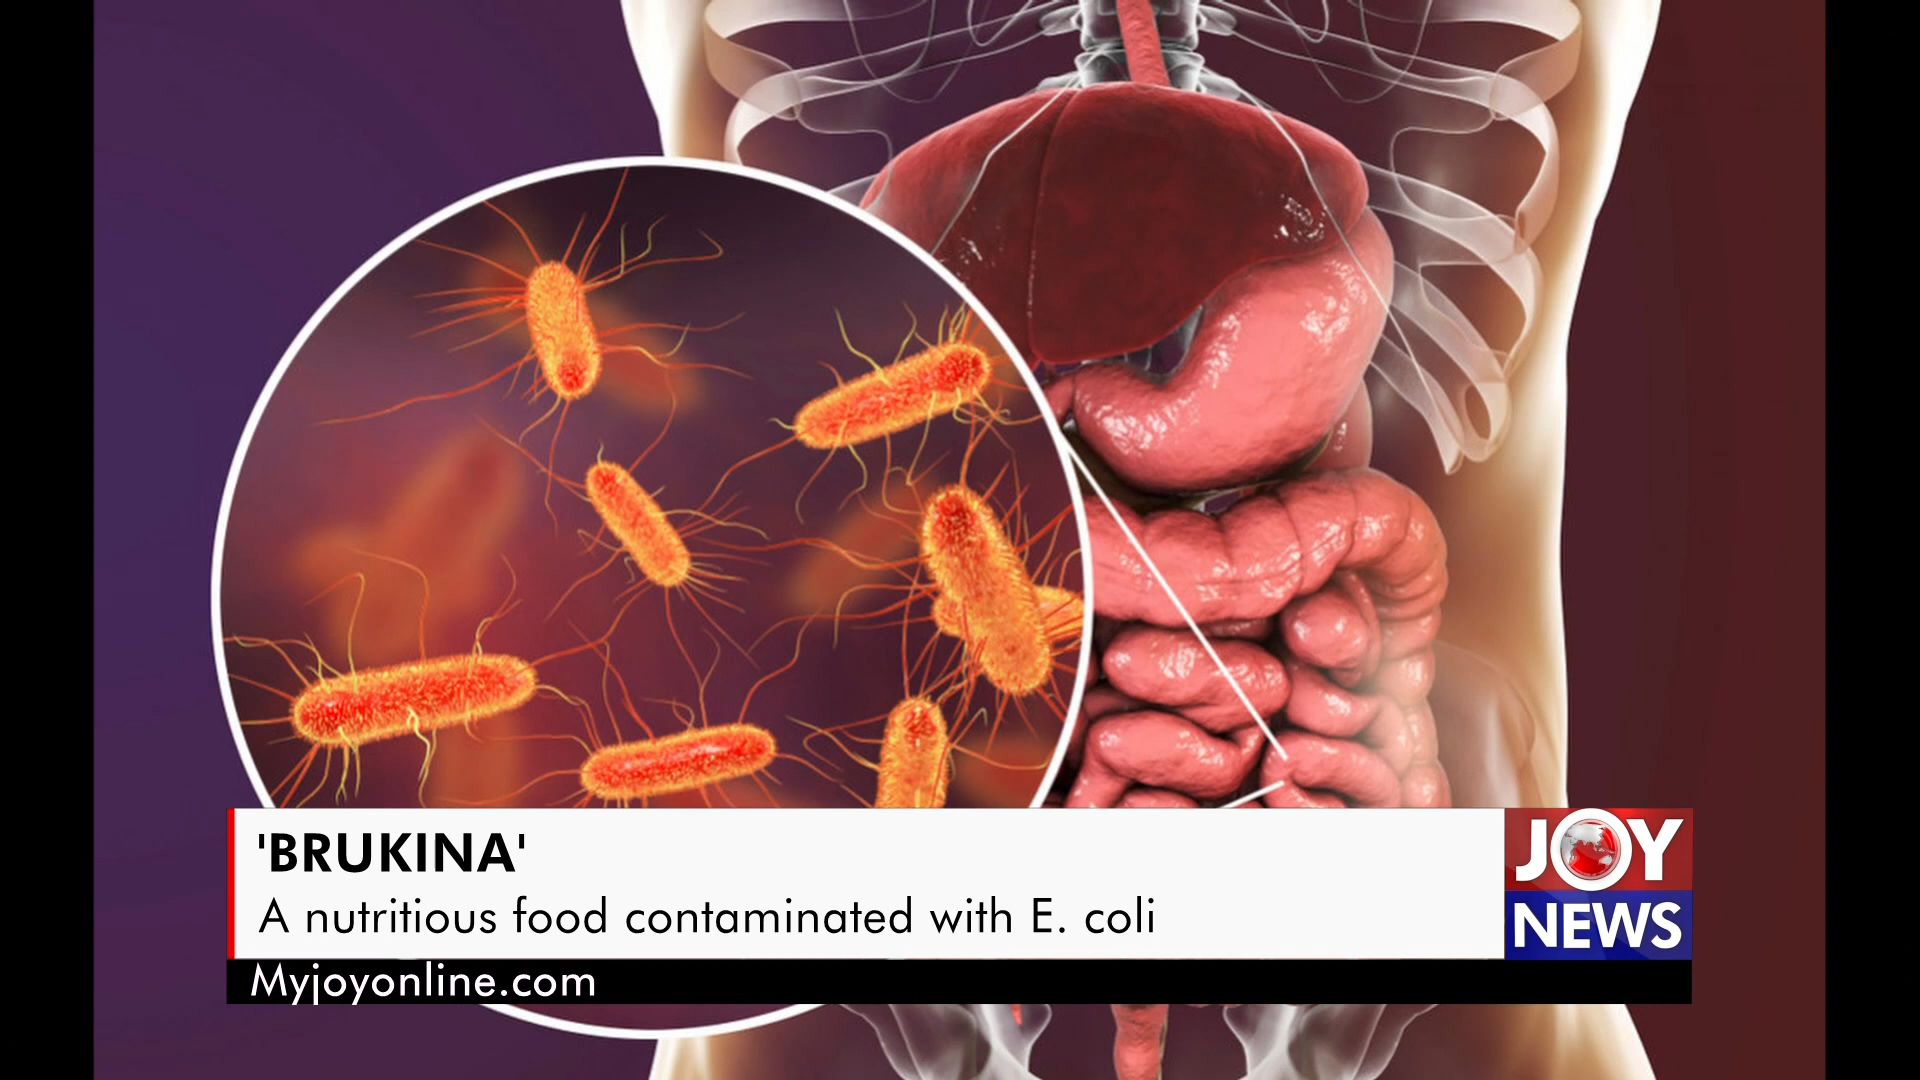 'BRUKINA'
A nutritious food contaminated with E. coli
JOY
NEWS
Myjoyonline.com